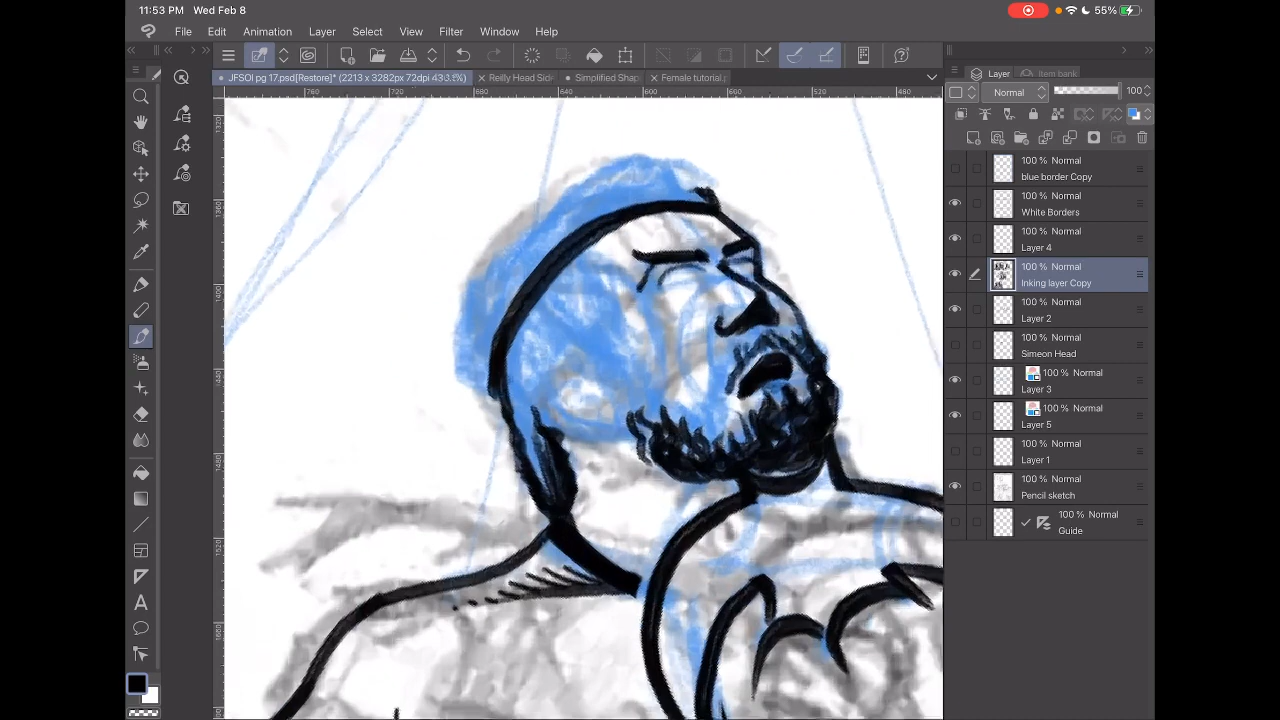 11:53 PM Wed Feb 8
55%
File Edit Animation Layer Select View Filter Window Help
JFSOI pg 17.psd[Restore]* (2213 x 3282px 72dpi 430.6%)
Reilly Head Side
Simplified Shap
Female tutorial.p
Layer
Item bank
Normal
100
100 % Normal
blue border Copy
100 % Normal
White Borders
100 % Normal
Layer 4
100 % Normal
Inking layer Copy
100 % Normal
Layer 2
100 % Normal
Simeon Head
100 % Normal
Layer 3
100 % Normal
Layer 5
100 % Normal
Layer 1
100 % Normal
Pencil sketch
100 % Normal
Guide
760 720 680 640 600 520 480